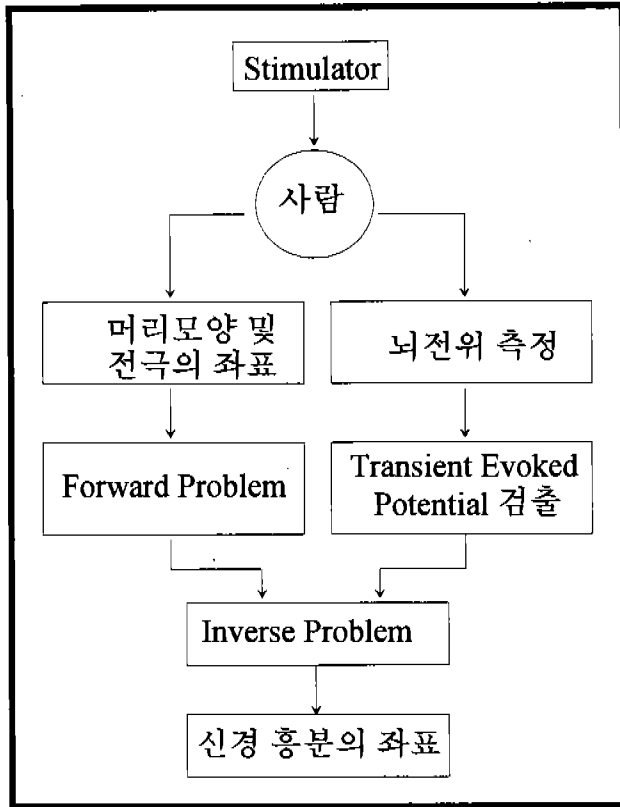 Stimulator
사람
머리모양 및
전극의 좌표
뇌전위 측정
Forward Problem
Transient Evoked
Potential 검출
Inverse Problem
신경 흥분의 좌표